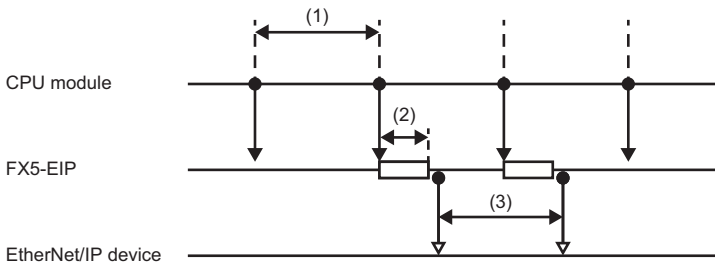 (1)
CPU module
(2)
FX5-EIP
(3)
EtherNet/IP device